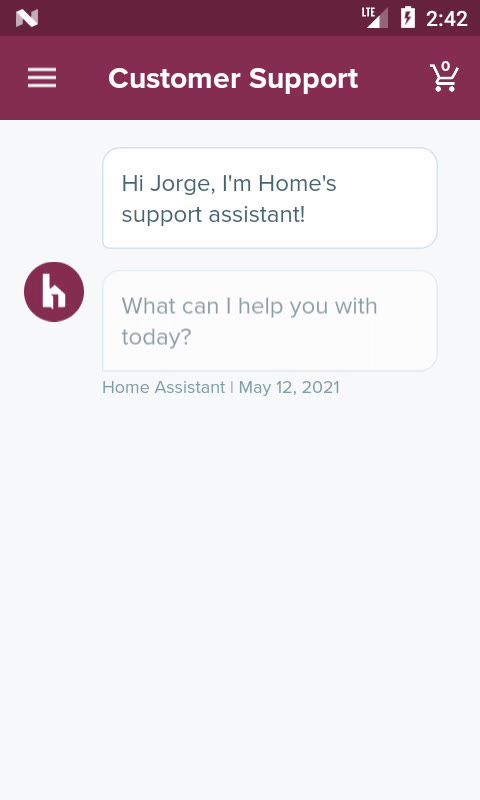 LTE 2:42
Customer Support
0
Hi Jorge, I'm Home's
support assistant!
h
What can I help you with
today?
Home Assistant | May 12, 2021